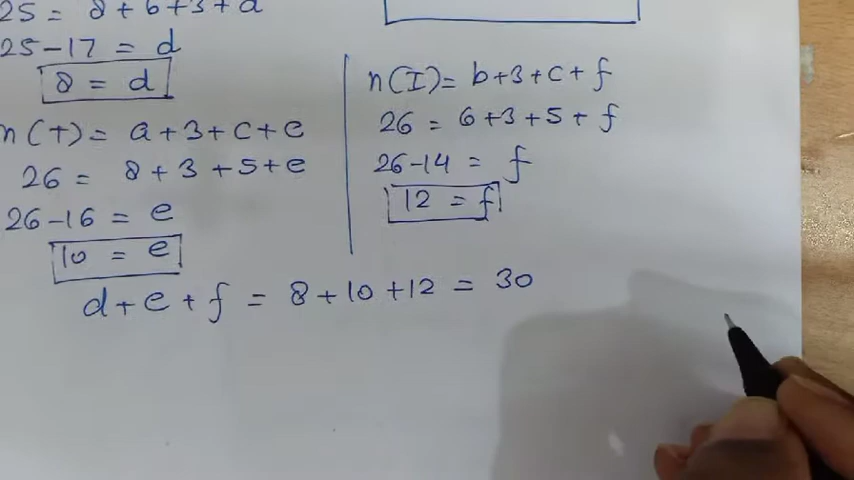 25 = 8 + 6 + 3 + d
25 - 17 = d
8 = d
n(T) = a + 3 + c + e
26 = 8 + 3 + 5 + e
26 - 16 = e
10 = e
n(I) = b + 3 + c + f
26 = 6 + 3 + 5 + f
26 - 14 = f
12 = f
d + e + f = 8 + 10 + 12 = 30